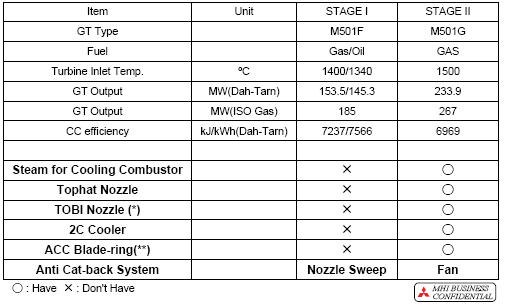 Item Unit STAGE I STAGE II
GT Type M501F M501G
Fuel Gas/Oil GAS
Turbine Inlet Temp. ºC 1400/1340 1500
GT Output MW(Dah-Tarn) 153.5/145.3 233.9
GT Output MW(ISO Gas) 185 267
CC efficiency kJ/kWh(Dah-Tarn) 7237/7566 6969
Steam for Cooling Combustor × ○
Tophat Nozzle × ○
TOBI Nozzle (*) × ○
2C Cooler × ○
ACC Blade-ring(**) × ○
Anti Cat-back System Nozzle Sweep Fan
○ : Have × : Don't Have
MHI BUSINESS
CONFIDENTIAL